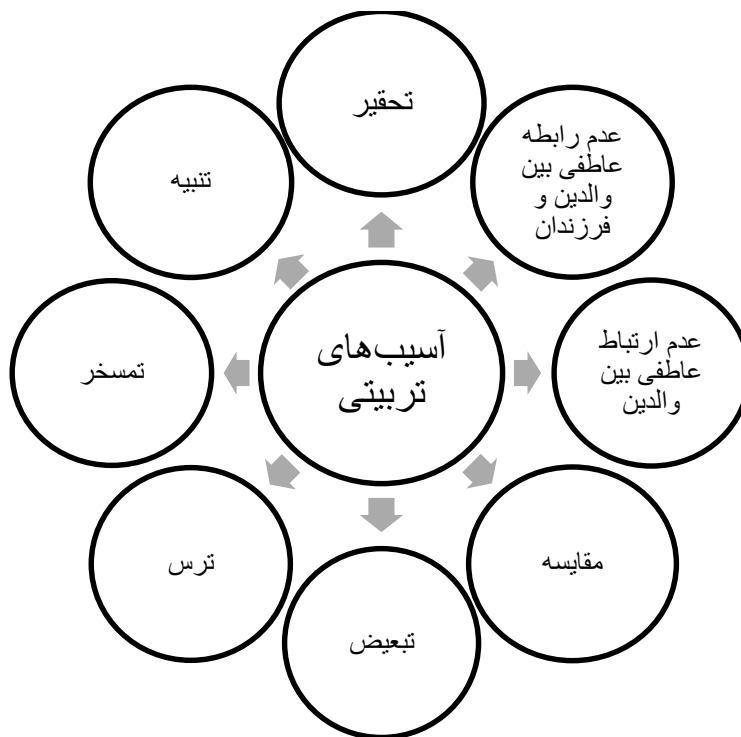 تحقیر
عدم رابطه
عاطفی بین
والدین و
فرزندان
عدم ارتباط
عاطفی بین
والدین
مقایسه
تبعیض
ترس
تمسخر
تنبیه
آسیب‌های
تربیتی